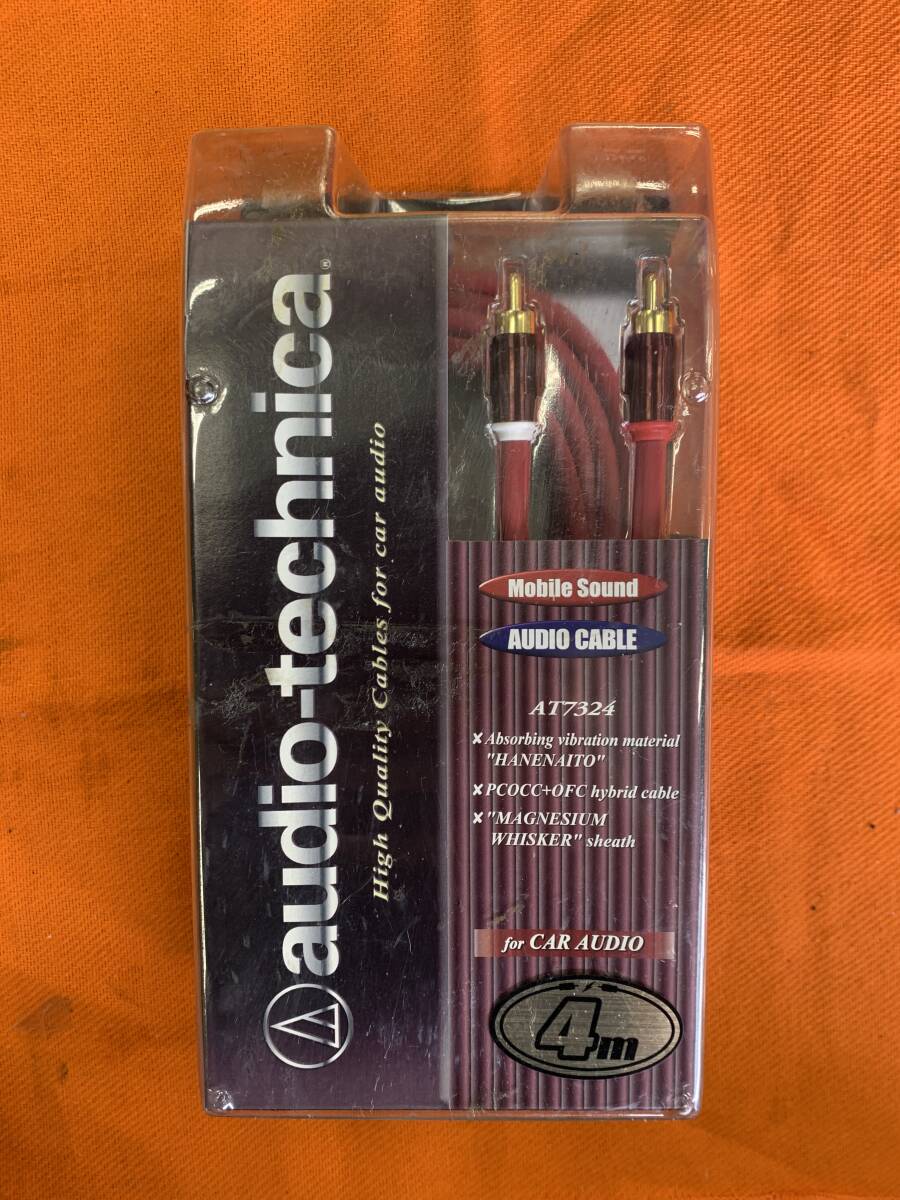 audio-technica®
High Quality Cables for car audio
Mobile Sound
AUDIO CABLE
AT7324
✘ Absorbing vibration material
"HANENAITO"
✘ PCOCC+OFC hybrid cable
✘ "MAGNESIUM
WHISKER" sheath
for CAR AUDIO
4m